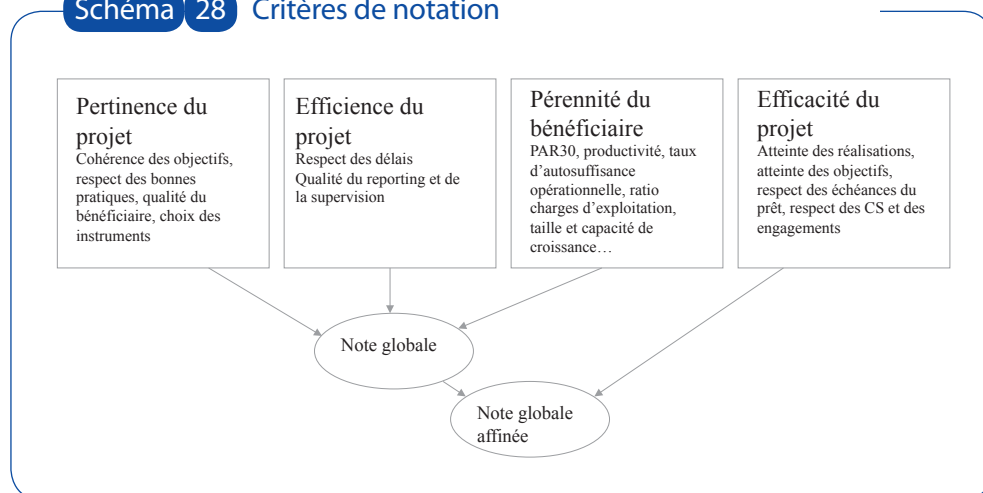 Schéma 28 Critères de notation
Pertinence du
projet
Cohérence des objectifs,
respect des bonnes
pratiques, qualité du
bénéficiaire, choix des
instruments
Efficience du
projet
Respect des délais
Qualité du reporting et de
la supervision
Pérennité du
bénéficiaire
PAR30, productivité, taux
d’autosuffisance
opérationnelle, ratio
charges d’exploitation,
taille et capacité de
croissance…
Efficacité du
projet
Atteinte des réalisations,
atteinte des objectifs,
respect des échéances du
prêt, respect des CS et des
engagements
Note globale
Note globale
affinée